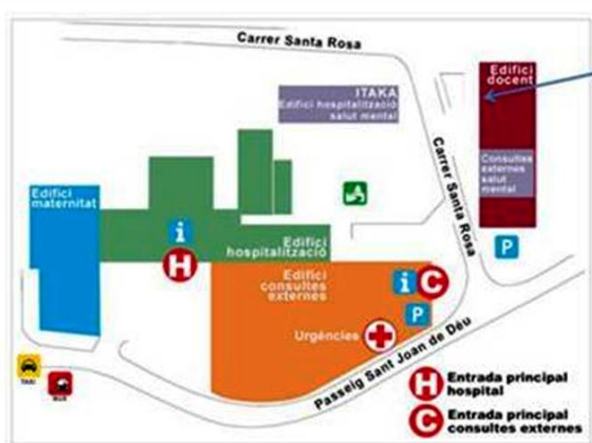 Carrer Santa Rosa
Edifici
docent
ITAKA
Edifici hospitalització
salut mental
Consultes
externes
salut
mental
Carrer Santa Rosa
Edifici
maternitat
i
P
Edifici
hospitalització
H
Edifici
consultes
externes
i
C
P
Urgències
Passeig Sant Joan de Déu
TAXI
BUS
H
Entrada principal
hospital
C
Entrada principal
consultes externes